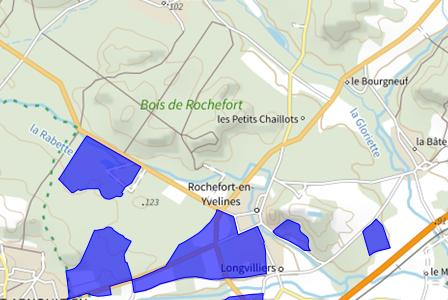 102
le Bourgneuf
Bois de Rochefort
les Petits Chaillots
la Rabette
la Gloriette
la Bâte
Rochefort-en-
Yvelines
123
91
Longvilliers
le M